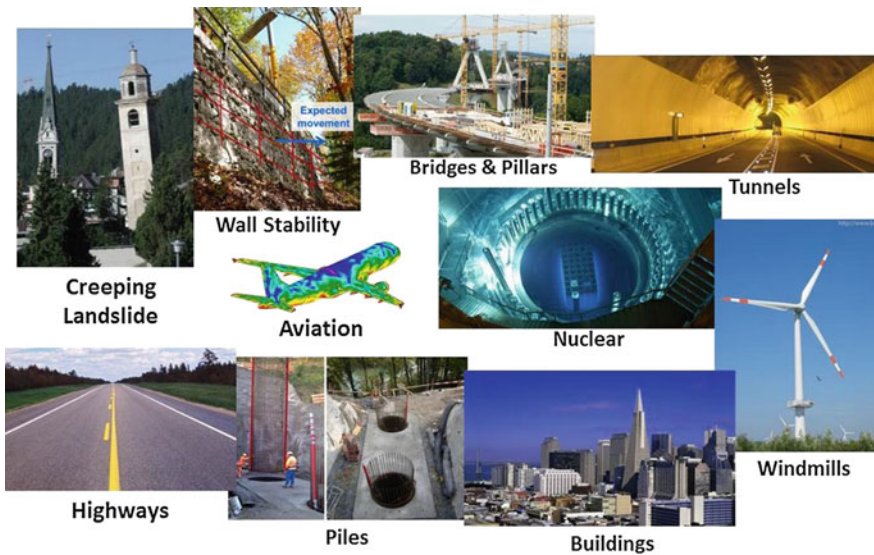 Expected
movement
Bridges & Pillars
Tunnels
Wall Stability
Creeping
Landslide
Aviation
Nuclear
Windmills
Highways
Piles
Buildings